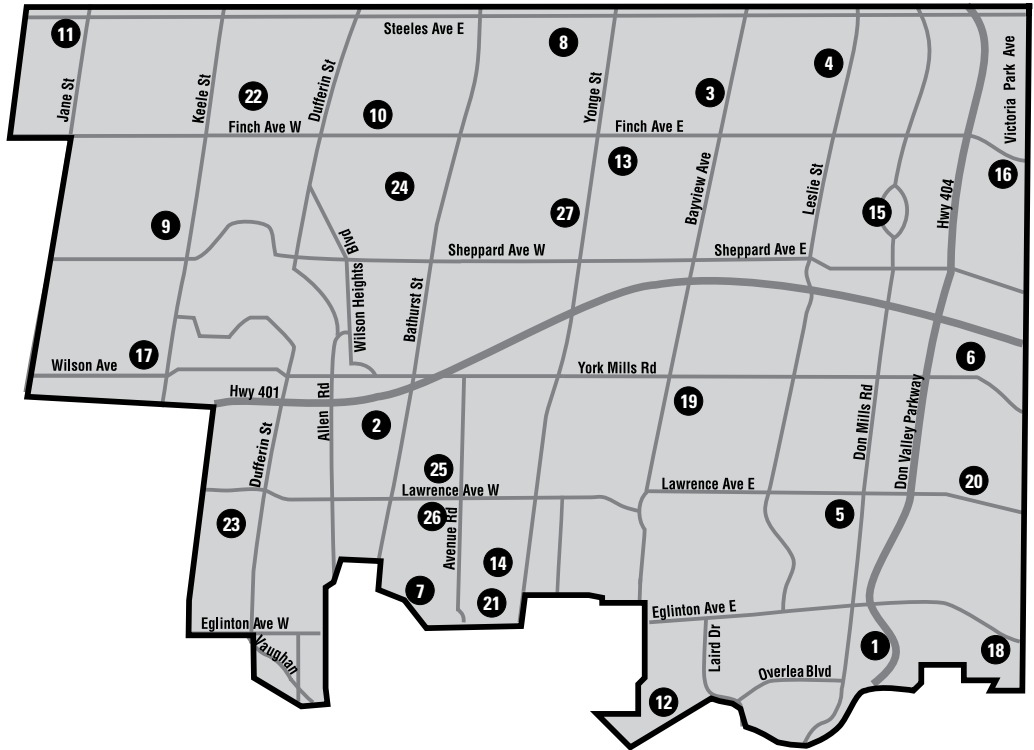 Steeles Ave E
11
8
4
Jane St
Keele St
22
Dufferin St
10
Yonge St
3
Victoria Park Ave
Finch Ave W
Finch Ave E
13
16
24
Bayview Ave
Leslie St
Hwy 404
9
27
15
Wilson Heights Blvd
Sheppard Ave W
Sheppard Ave E
Bathurst St
17
Wilson Ave
York Mills Rd
6
Hwy 401
Allen Rd
19
Don Mills Rd
Don Valley Parkway
2
Dufferin St
25
Lawrence Ave W
Lawrence Ave E
20
23
26
Avenue Rd
5
14
7
21
Eglinton Ave W
Eglinton Ave E
Vaughan
Laird Dr
1
18
Overlea Blvd
12